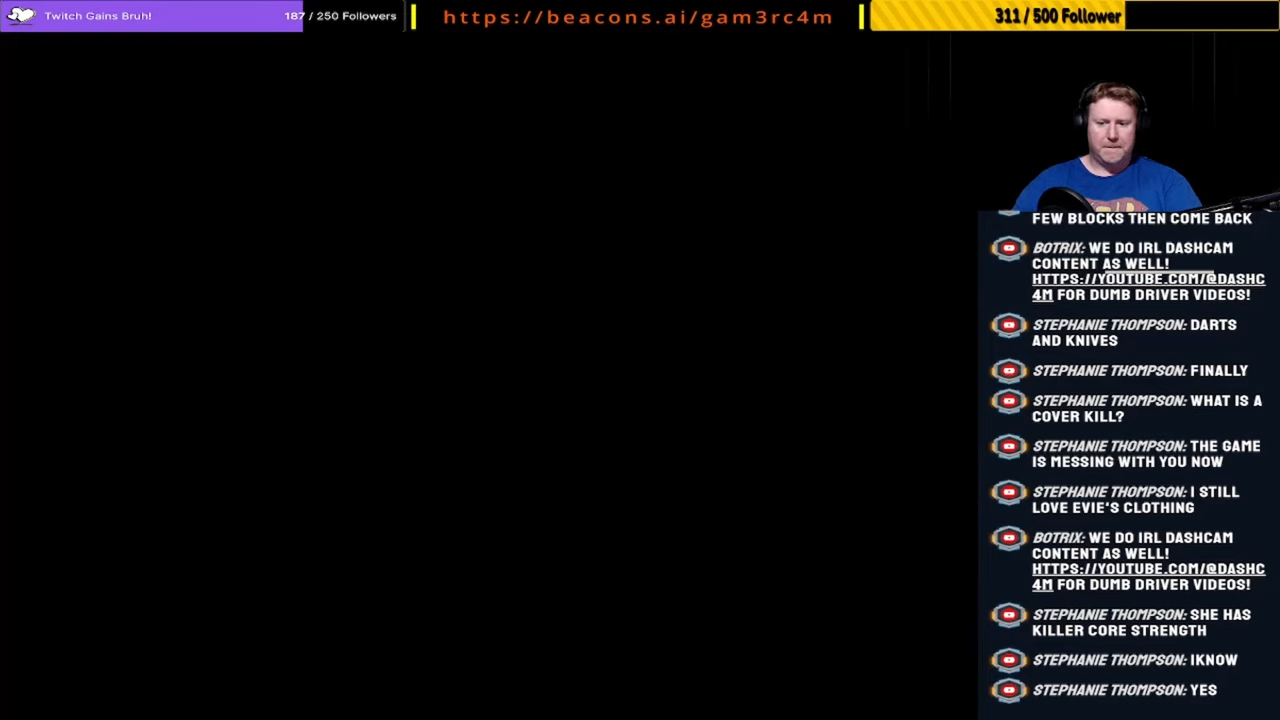 Twitch Gains Bruh!
187 / 250 Followers
https://beacons.ai/gam3rc4m
311 / 500 Follower
FEW BLOCKS THEN COME BACK
BOTRIX: WE DO IRL DASHCAM
CONTENT AS WELL!
HTTPS://YOUTUBE.COM/@DASHC
4M FOR DUMB DRIVER VIDEOS!
STEPHANIE THOMPSON: DARTS
AND KNIVES
STEPHANIE THOMPSON: FINALLY
STEPHANIE THOMPSON: WHAT IS A
COVER KILL?
STEPHANIE THOMPSON: THE GAME
IS MESSING WITH YOU NOW
STEPHANIE THOMPSON: I STILL
LOVE EVIE'S CLOTHING
BOTRIX: WE DO IRL DASHCAM
CONTENT AS WELL!
HTTPS://YOUTUBE.COM/@DASHC
4M FOR DUMB DRIVER VIDEOS!
STEPHANIE THOMPSON: SHE HAS
KILLER CORE STRENGTH
STEPHANIE THOMPSON: IKNOW
STEPHANIE THOMPSON: YES